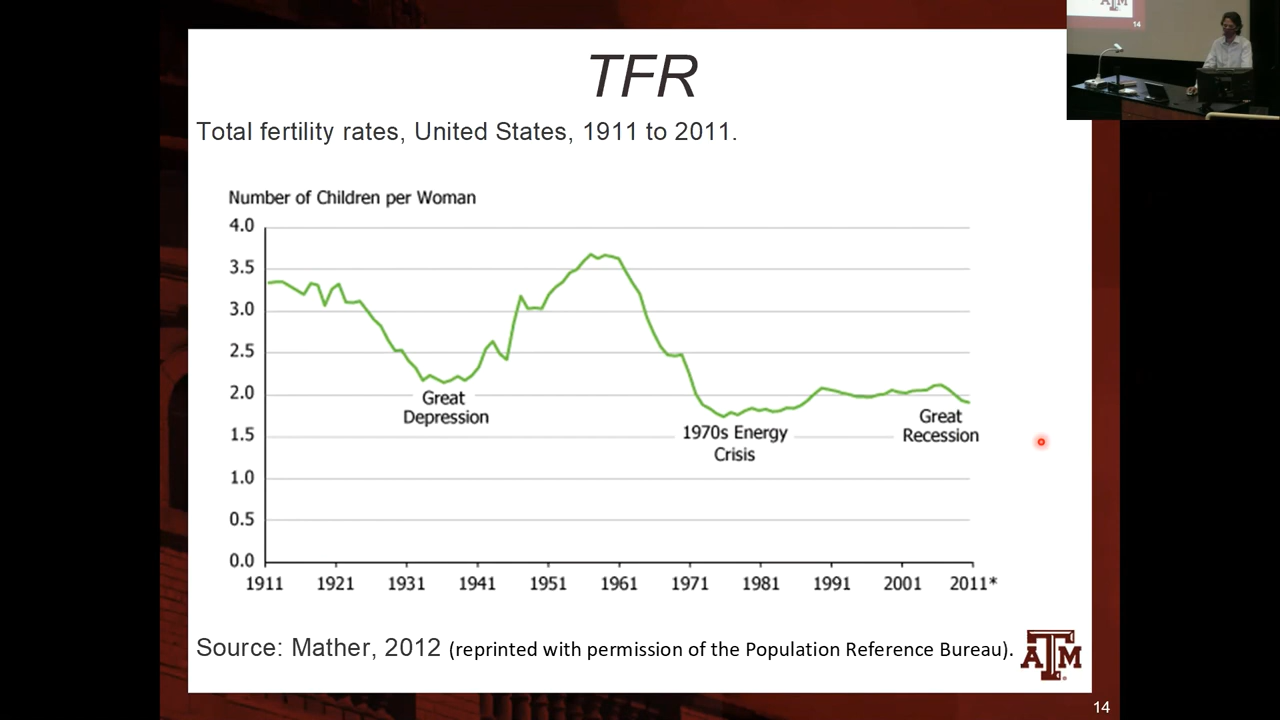 TFR
Total fertility rates, United States, 1911 to 2011.
Number of Children per Woman
4.0
3.5
3.0
2.5
2.0
1.5
1.0
0.5
0.0
Great
Depression
1970s Energy
Crisis
Great
Recession
1911 1921 1931 1941 1951 1961 1971 1981 1991 2001 2011*
Source: Mather, 2012 (reprinted with permission of the Population Reference Bureau).
ATM
14
ATM
14